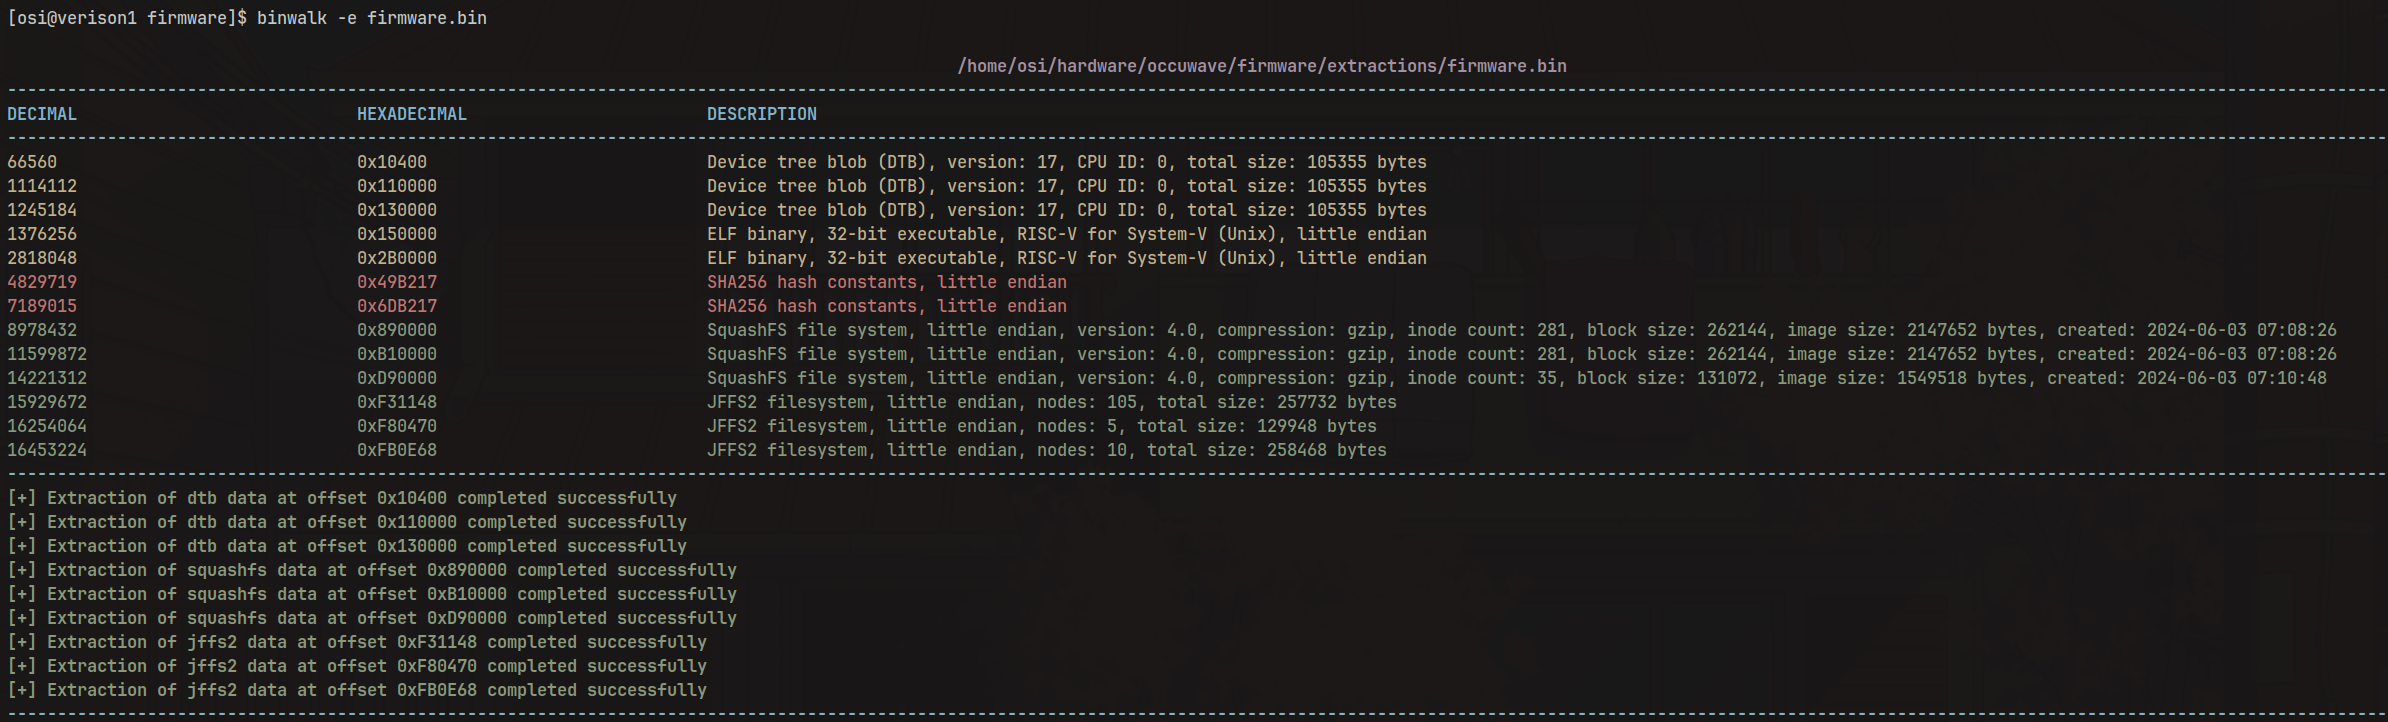 [osi@verison1 firmware]$ binwalk -e firmware.bin
/home/osi/hardware/occuwave/firmware/extractions/firmware.bin
DECIMAL HEXADECIMAL DESCRIPTION
66560 0x10400 Device tree blob (DTB), version: 17, CPU ID: 0, total size: 105355 bytes
1114112 0x110000 Device tree blob (DTB), version: 17, CPU ID: 0, total size: 105355 bytes
1245184 0x130000 Device tree blob (DTB), version: 17, CPU ID: 0, total size: 105355 bytes
1376256 0x150000 ELF binary, 32-bit executable, RISC-V for System-V (Unix), little endian
2818048 0x2B0000 ELF binary, 32-bit executable, RISC-V for System-V (Unix), little endian
4829719 0x49B217 SHA256 hash constants, little endian
7189015 0x6DB217 SHA256 hash constants, little endian
8978432 0x890000 SquashFS file system, little endian, version: 4.0, compression: gzip, inode count: 281, block size: 262144, image size: 2147652 bytes, created: 2024-06-03 07:08:26
11599872 0xB10000 SquashFS file system, little endian, version: 4.0, compression: gzip, inode count: 281, block size: 262144, image size: 2147652 bytes, created: 2024-06-03 07:08:26
14221312 0xD90000 SquashFS file system, little endian, version: 4.0, compression: gzip, inode count: 35, block size: 131072, image size: 1549518 bytes, created: 2024-06-03 07:10:48
15929672 0xF31148 JFFS2 filesystem, little endian, nodes: 105, total size: 257732 bytes
16254064 0xF80470 JFFS2 filesystem, little endian, nodes: 5, total size: 129948 bytes
16453224 0xFB0E68 JFFS2 filesystem, little endian, nodes: 10, total size: 258468 bytes
[+] Extraction of dtb data at offset 0x10400 completed successfully
[+] Extraction of dtb data at offset 0x110000 completed successfully
[+] Extraction of dtb data at offset 0x130000 completed successfully
[+] Extraction of squashfs data at offset 0x890000 completed successfully
[+] Extraction of squashfs data at offset 0xB10000 completed successfully
[+] Extraction of squashfs data at offset 0xD90000 completed successfully
[+] Extraction of jffs2 data at offset 0xF31148 completed successfully
[+] Extraction of jffs2 data at offset 0xF80470 completed successfully
[+] Extraction of jffs2 data at offset 0xFB0E68 completed successfully